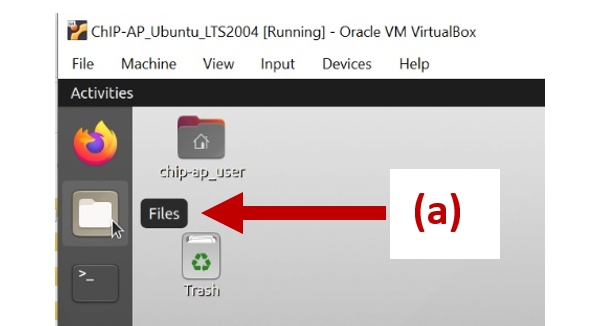 ChIP-AP_Ubuntu_LTS2004 [Running] - Oracle VM VirtualBox
File Machine View Input Devices Help
Activities
chip-ap_user
Files
(a)
>_
Trash